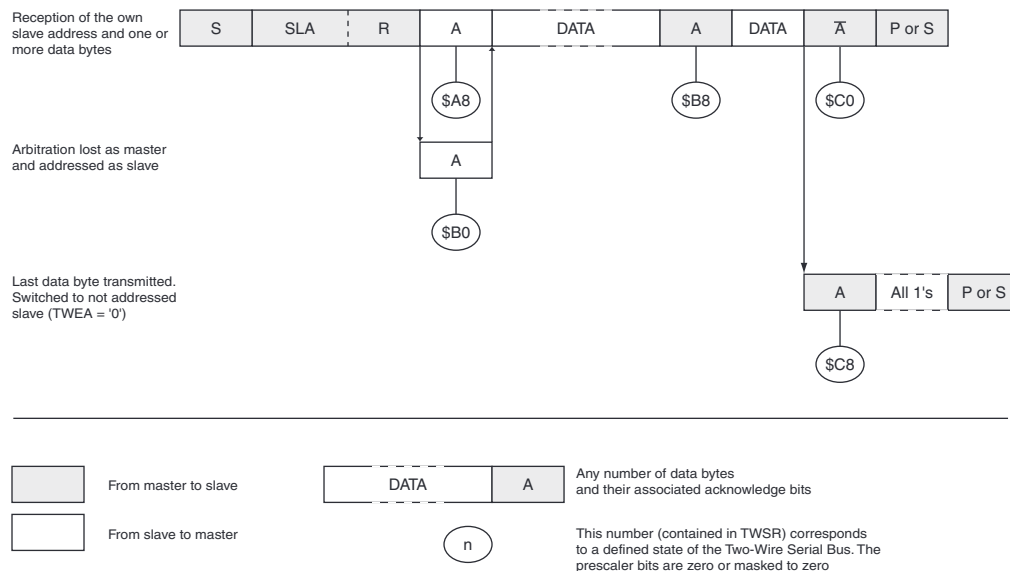 Reception of the own
slave address and one or
more data bytes
S SLA R A DATA A DATA A̅ P or S
$A8 $B8 $C0
Arbitration lost as master
and addressed as slave
A
$B0
Last data byte transmitted.
Switched to not addressed
slave (TWEA = '0')
A All 1's P or S
$C8
From master to slave
DATA A
Any number of data bytes
and their associated acknowledge bits
From slave to master
n
This number (contained in TWSR) corresponds
to a defined state of the Two-Wire Serial Bus. The
prescaler bits are zero or masked to zero